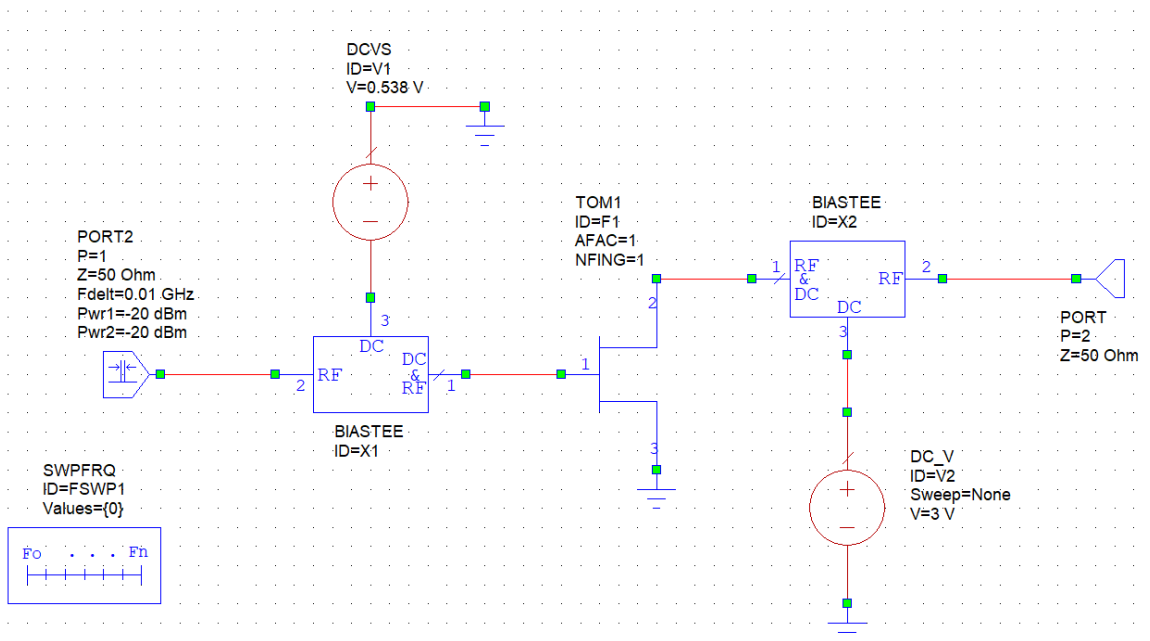 DCVS
ID=V1
V=0.538 V
+
−
PORT2
P=1
Z=50 Ohm
Fdelt=0.01 GHz
Pwr1=-20 dBm
Pwr2=-20 dBm
3
DC
2 RF
DC
&
RF 1
BIASTEE
ID=X1
TOM1
ID=F1
AFAC=1
NFING=1
1
2
3
BIASTEE
ID=X2
1 RF
&
DC
RF 2
DC
3
PORT
P=2
Z=50 Ohm
DC_V
ID=V2
Sweep=None
V=3 V
+
−
SWPFRQ
ID=FSWP1
Values={0}
Fo . . . Fn